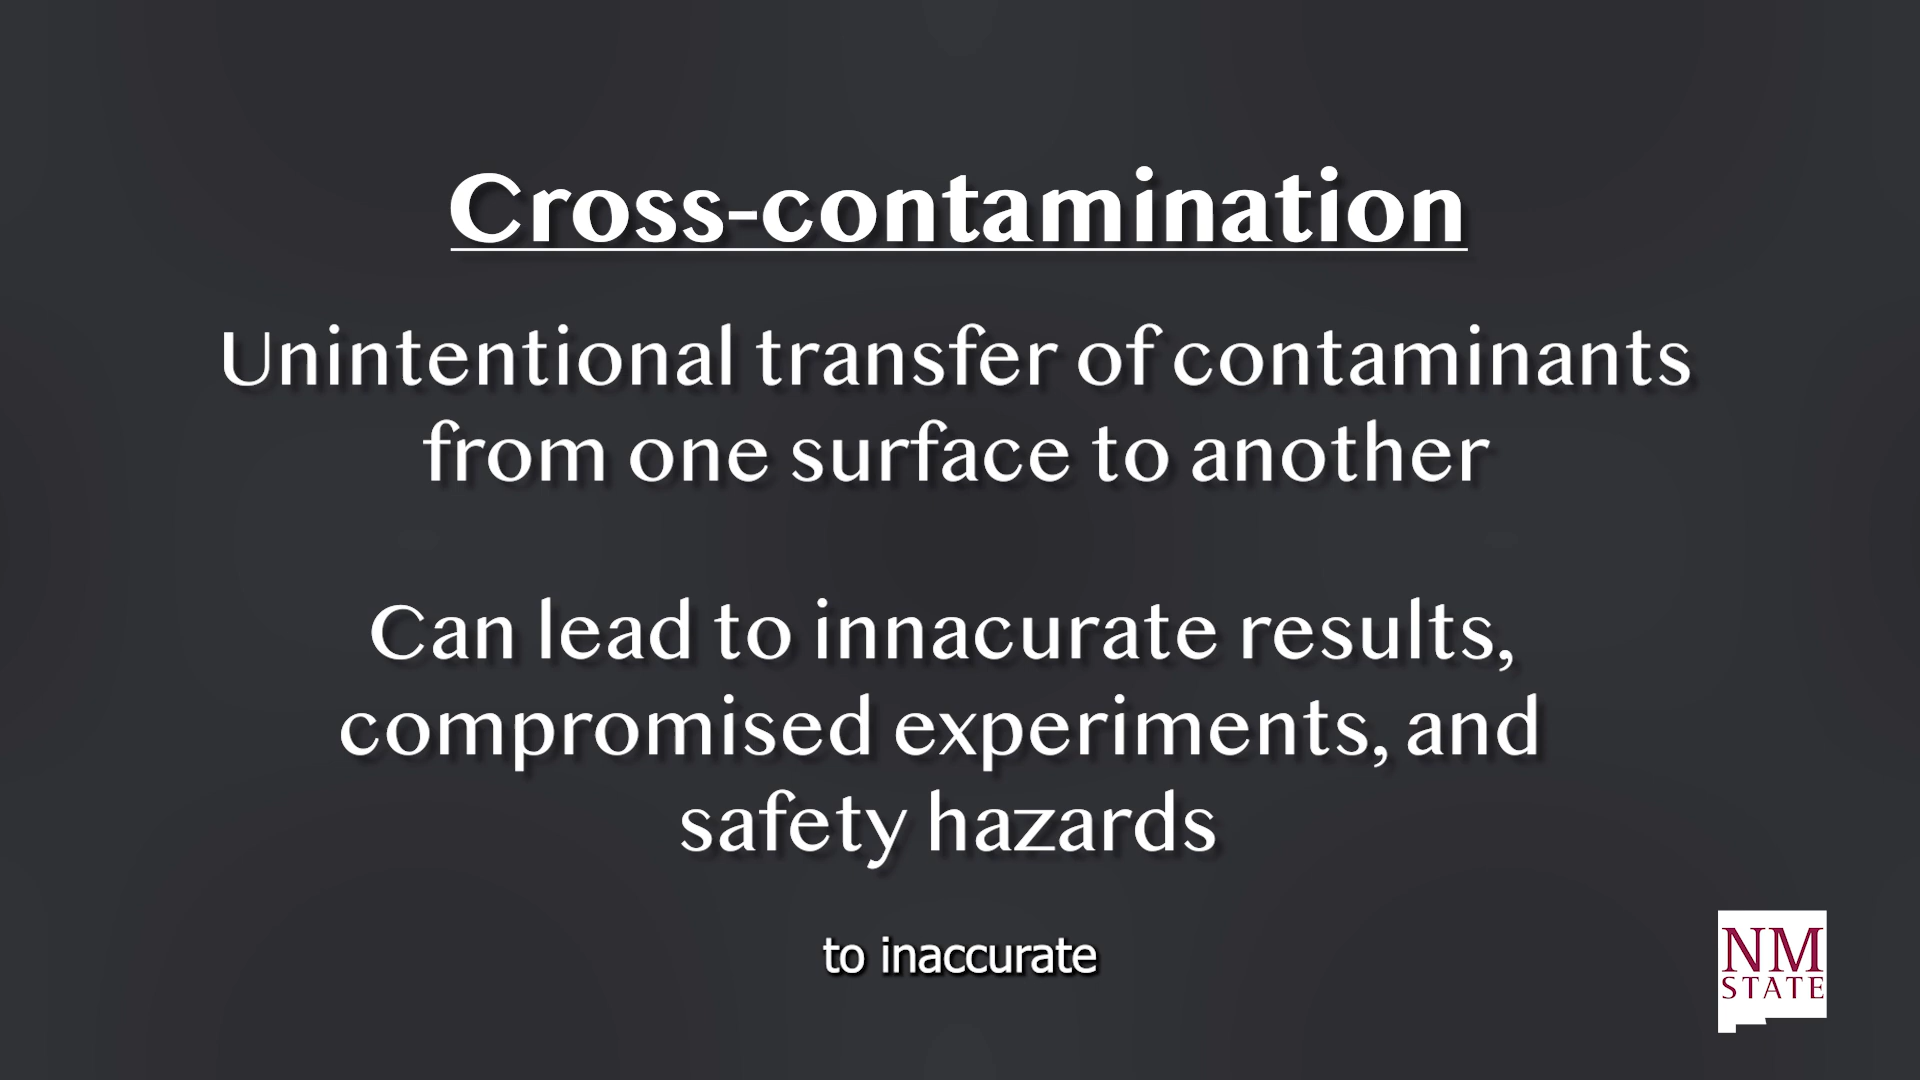 Cross-contamination
Unintentional transfer of contaminants
from one surface to another
Can lead to innacurate results,
compromised experiments, and
safety hazards
to inaccurate
NM
STATE